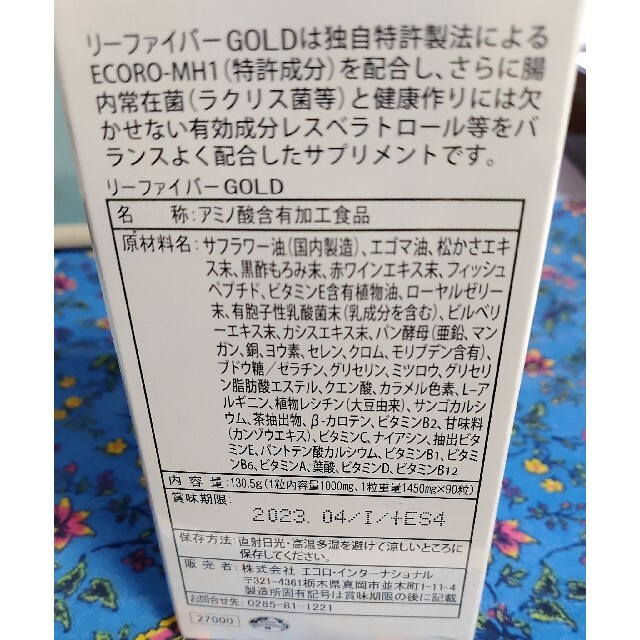 リーファイバーGOLDは独自特許製法による
ECORO-MH1(特許成分)を配合し、さらに腸
内常在菌(ラクリス菌等)と健康作りには欠
かせない有効成分レスベラトロール等をバ
ランスよく配合したサプリメントです。
リーファイバーGOLD
名 称:アミノ酸含有加工食品
原材料名:サフラワー油(国内製造)、エゴマ油、松かさエキ
ス末、黒酢もろみ末、赤ワインエキス末、フィッシュ
ペプチド、ビタミンE含有植物油、ローヤルゼリー
末、有胞子性乳酸菌末(乳成分を含む)、ビルベリ
ーエキス末、カシスエキス末、パン酵母(亜鉛、マン
ガン、銅、ヨウ素、セレン、クロム、モリブデン含有)、
ブドウ糖/ゼラチン、グリセリン、ミツロウ、グリセリ
ン脂肪酸エステル、クエン酸、カラメル色素、L-ア
ルギニン、植物レシチン(大豆由来)、サンゴカルシ
ウム、茶抽出物、β-カロテン、ビタミンB2、甘味料
(カンゾウエキス)、ビタミンC、ナイアシン、抽出ビタ
ミンE、パントテン酸カルシウム、ビタミンB1、ビタミ
ンB6、ビタミンA、葉酸、ビタミンD、ビタミンB12
内 容 量:130.5g(1粒内容量1000mg、1粒重量1450mg×90粒)
賞味期限:
2023. 04/I/+ES4
保存方法:直射日光・高温多湿を避けて涼しいところに
保存してください。
販 売 者:株式会社 エコロ・インターナショナル
〒321-4361栃木県真岡市並木町1-11-4
製造所固有記号は賞味期限の後に記載
お問合せ先:0285-81-1221
27000